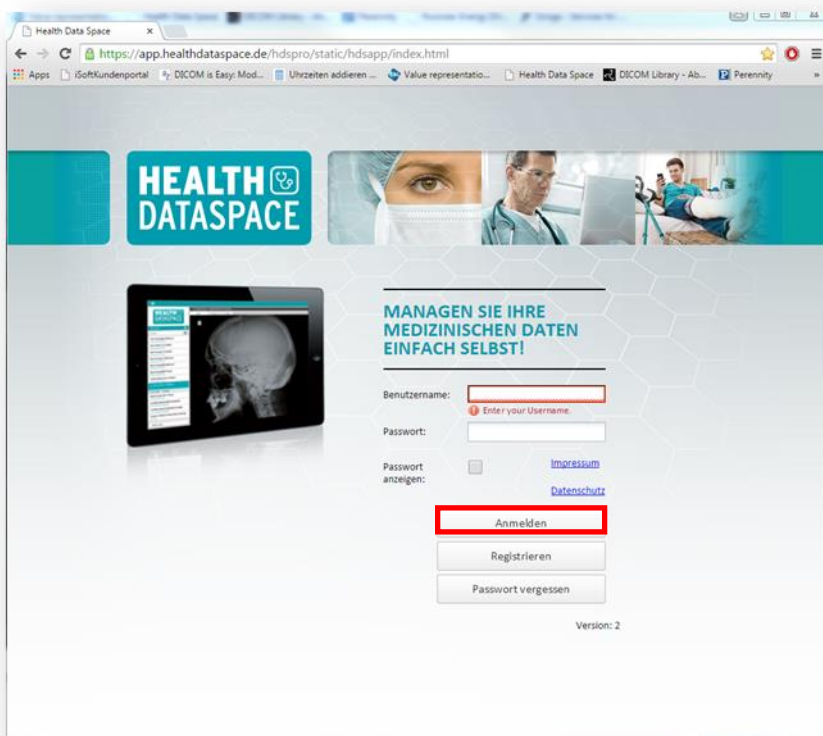 Health Data Space
https://app.healthdataspace.de/hdspro/static/hdsapp/index.html
Apps iSoftKundenportal DICOM is Easy: Mod... Uhrzeiten addieren ... Value representatio... Health Data Space DICOM Library - Ab... Perennity
HEALTH
DATASPACE
MANAGEN SIE IHRE
MEDIZINISCHEN DATEN
EINFACH SELBST!
Benutzername:
Enter your Username.
Passwort:
Passwort
anzeigen:
Impressum
Datenschutz
Anmelden
Registrieren
Passwort vergessen
Version: 2